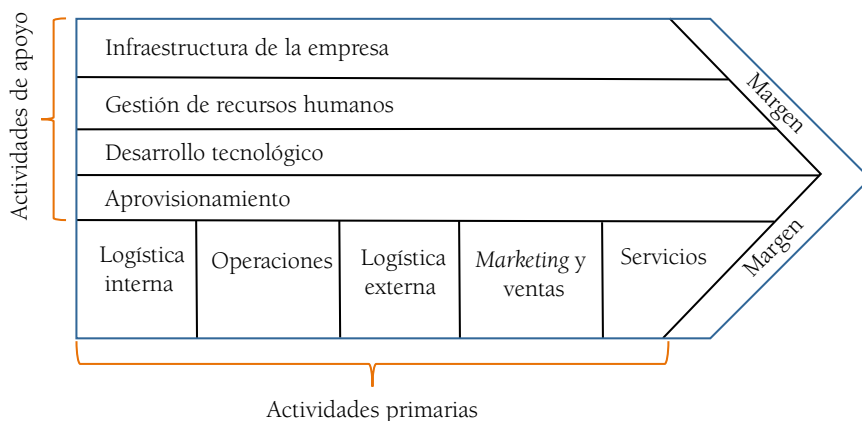 Actividades de apoyo
Infraestructura de la empresa
Gestión de recursos humanos
Desarrollo tecnológico
Aprovisionamiento
Margen
Logística
interna
Operaciones
Logística
externa
Marketing y
ventas
Servicios
Margen
Actividades primarias